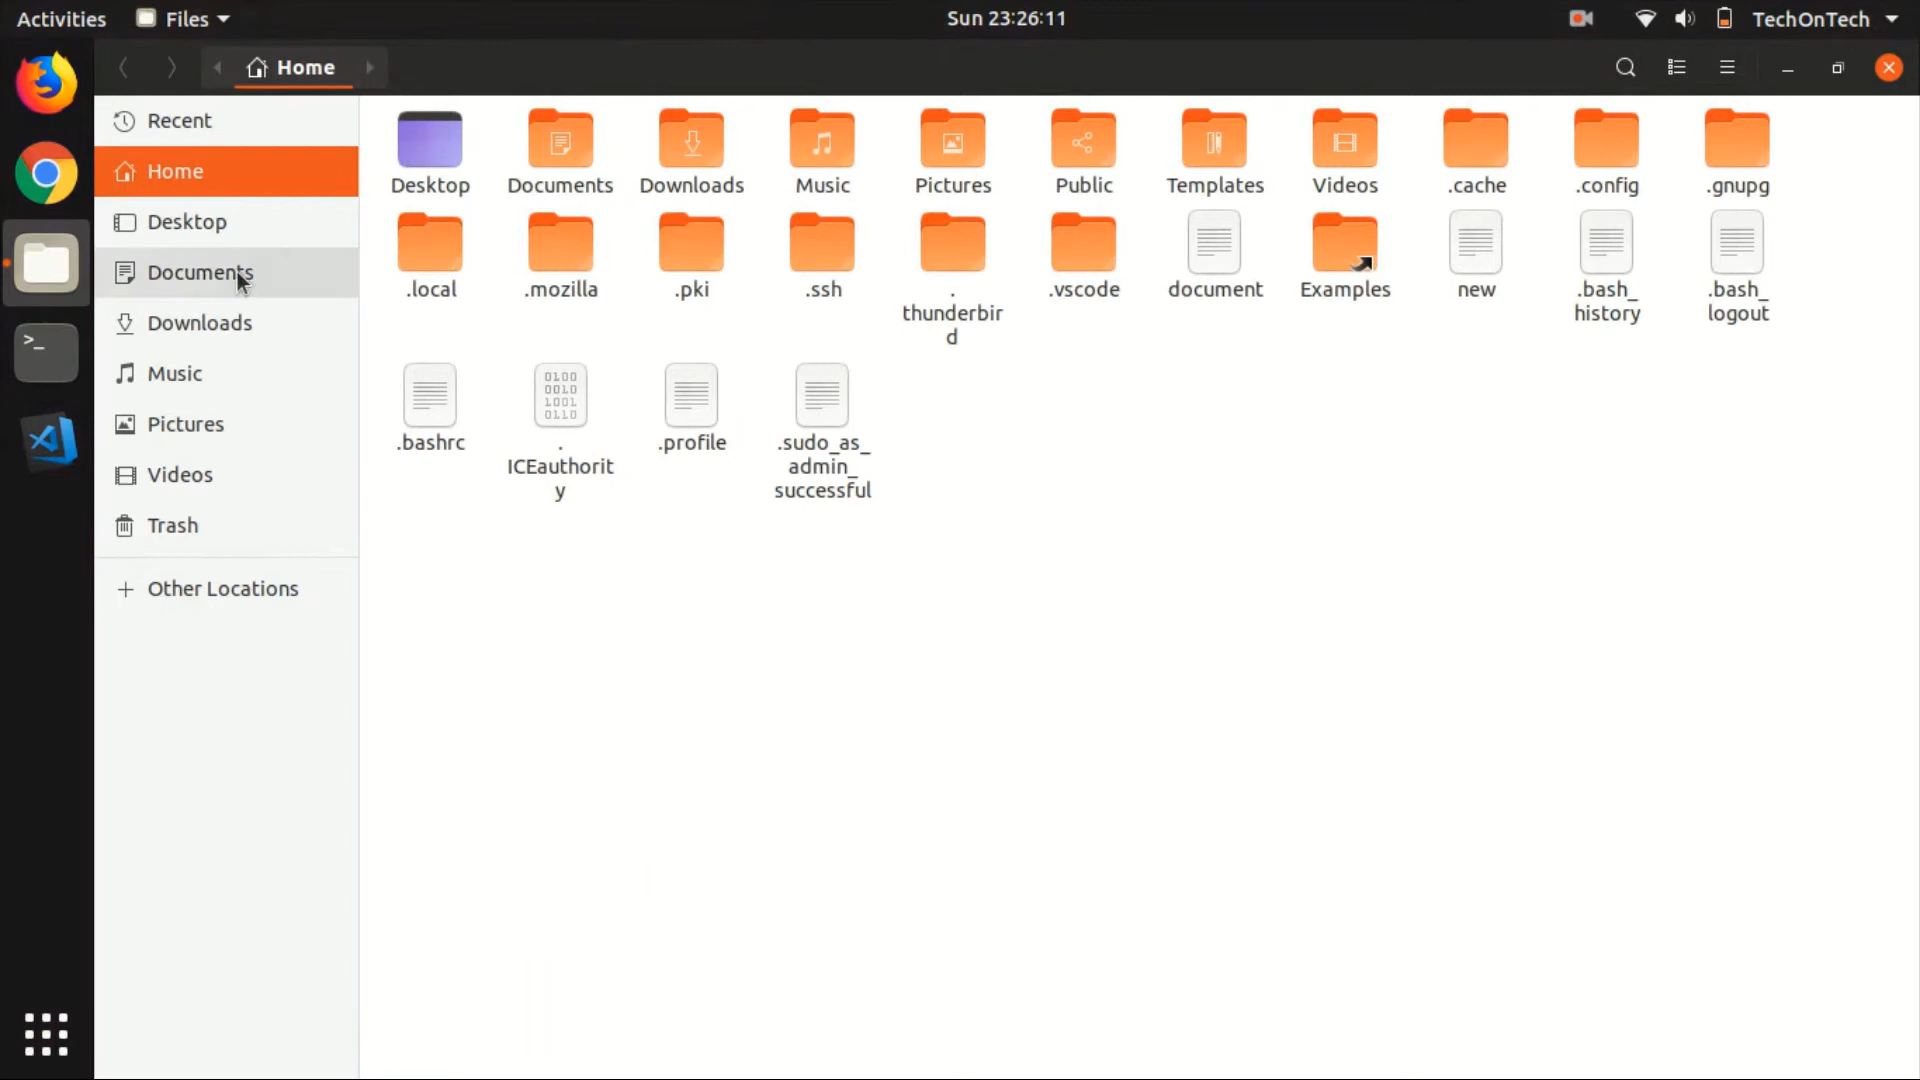 Activities Files Sun 23:26:11 TechOnTech
Home
Recent
Home
Desktop
Documents
Downloads
Music
Pictures
Videos
Trash
Other Locations
Desktop Documents Downloads Music Pictures Public Templates Videos .cache .config .gnupg
.local .mozilla .pki .ssh . .vscode document Examples new .bash_ .bash_
thunderbir history logout
d
.bashrc . .profile .sudo_as_
ICEauthorit admin_
y successful
>_
0100
0010
1001
0110